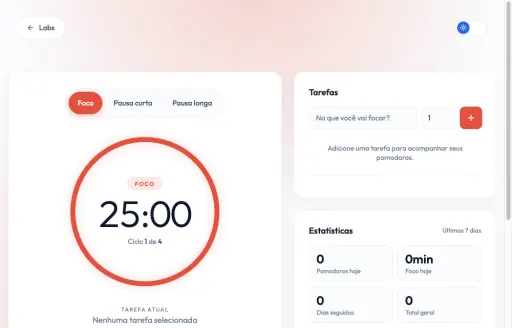 Labs
Foco
Pausa curta
Pausa longa
FOCO
25:00
Ciclo 1 de 4
TAREFA ATUAL
Nenhuma tarefa selecionada
Tarefas
No que você vai focar?
1
Adicione uma tarefa para acompanhar seus
pomodoros.
Estatísticas
Últimos 7 dias
0
Pomodoros hoje
0min
Foco hoje
0
Dias seguidos
0
Total geral